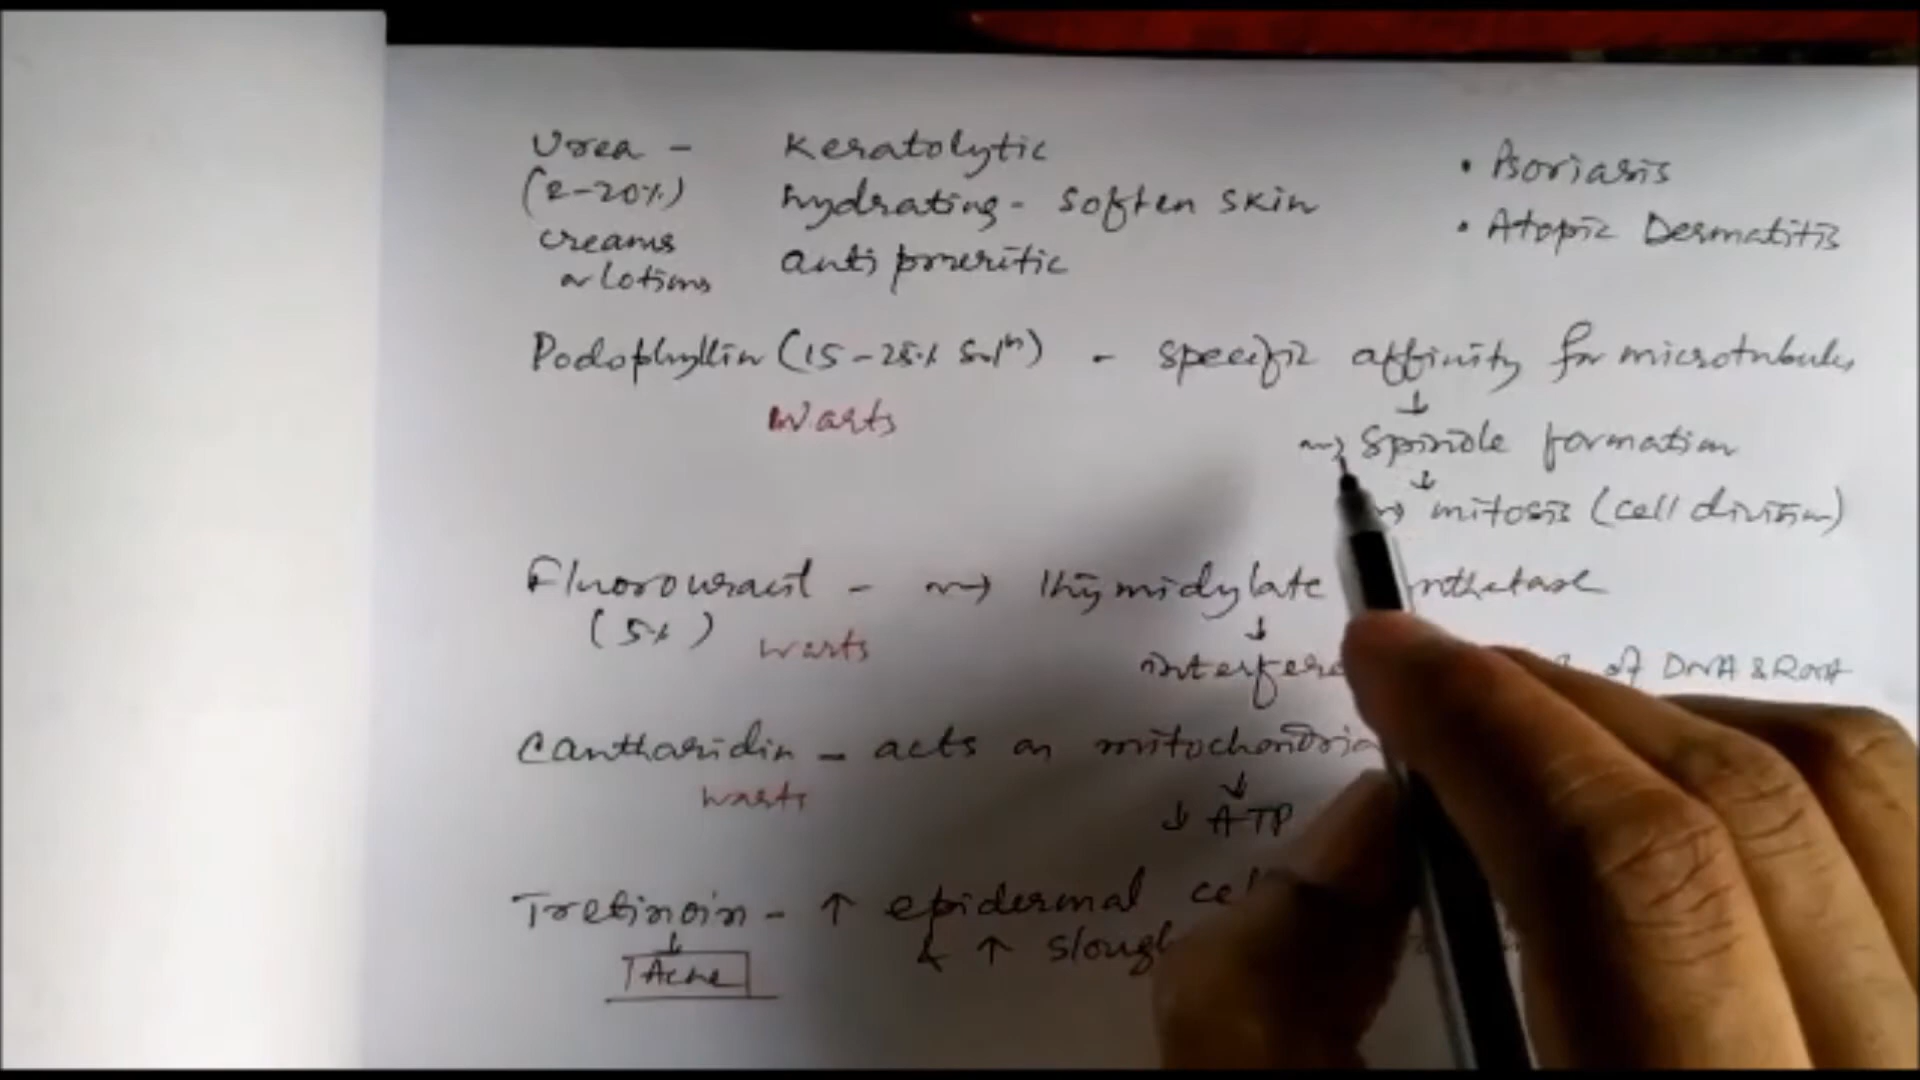 Urea - Keratolytic • Psoriasis
(2-20%) hydrating - soften skin • Atopic Dermatitis
creams
or lotions anti prueritic
Podophyllin (15-25% Solⁿ) - specific affinity for microtubules
↓
Warts ⇝ Spindle formation
↓
⇝ mitosis (cell division)
Fluorouracil - ⇝ Thymidylate
(5%) warts
↓
of DNA & RNA
Cantharidin - acts on mitochondria
warts
↓
↓ ATP
Tretinoin - ↑ epidermal
↓
& ↑
Acne